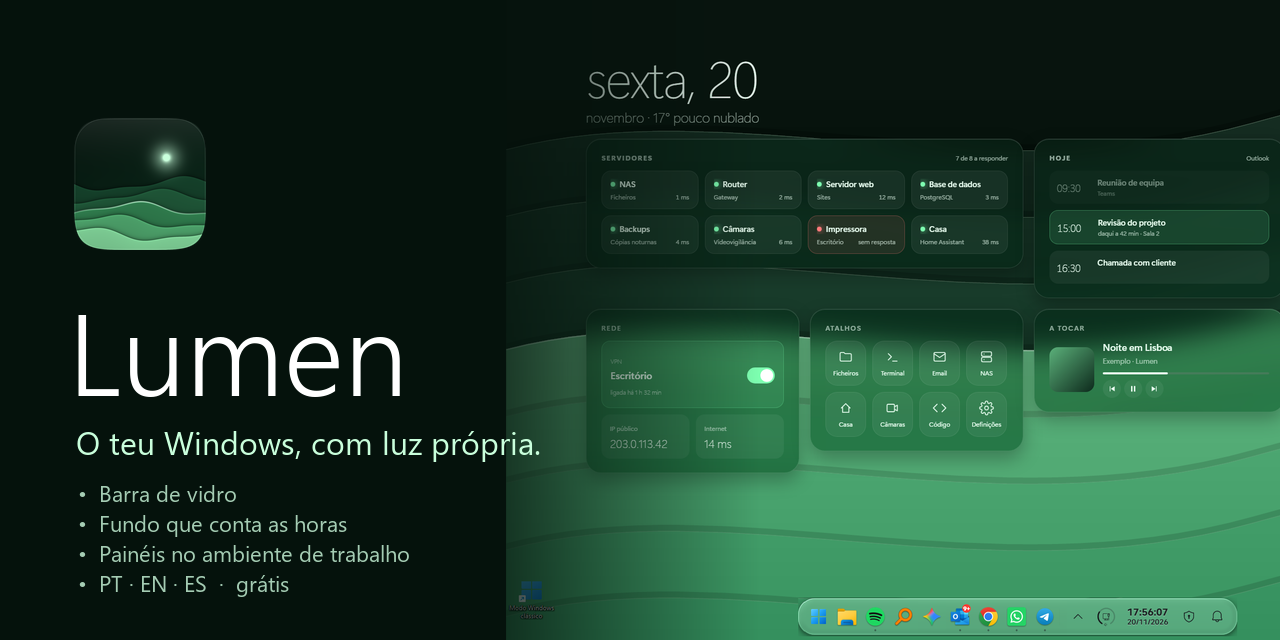 Lumen
O teu Windows, com luz própria.
• Barra de vidro
• Fundo que conta as horas
• Painéis no ambiente de trabalho
• PT · EN · ES · grátis
sexta, 20
novembro · 17° pouco nublado
SERVIDORES
7 de 8 a responder
NAS
Ficheiros 1 ms
Router
Gateway 2 ms
Servidor web
Sites 12 ms
Base de dados
PostgreSQL 3 ms
Backups
Cópias noturnas 4 ms
Câmaras
Videovigilância 6 ms
Impressora
Escritório sem resposta
Casa
Home Assistant 38 ms
HOJE
Outlook
09:30 Reunião de equipa
Teams
15:00 Revisão do projeto
daqui a 42 min · Sala 2
16:30 Chamada com cliente
REDE
VPN
Escritório
ligada há 1 h 32 min
IP público
203.0.113.42
Internet
14 ms
ATALHOS
Ficheiros
Terminal
Email
NAS
Casa
Câmaras
Código
Definições
A TOCAR
Noite em Lisboa
Exemplo · Lumen
Modo Windows
clássico
9+
17:56:07
20/11/2026